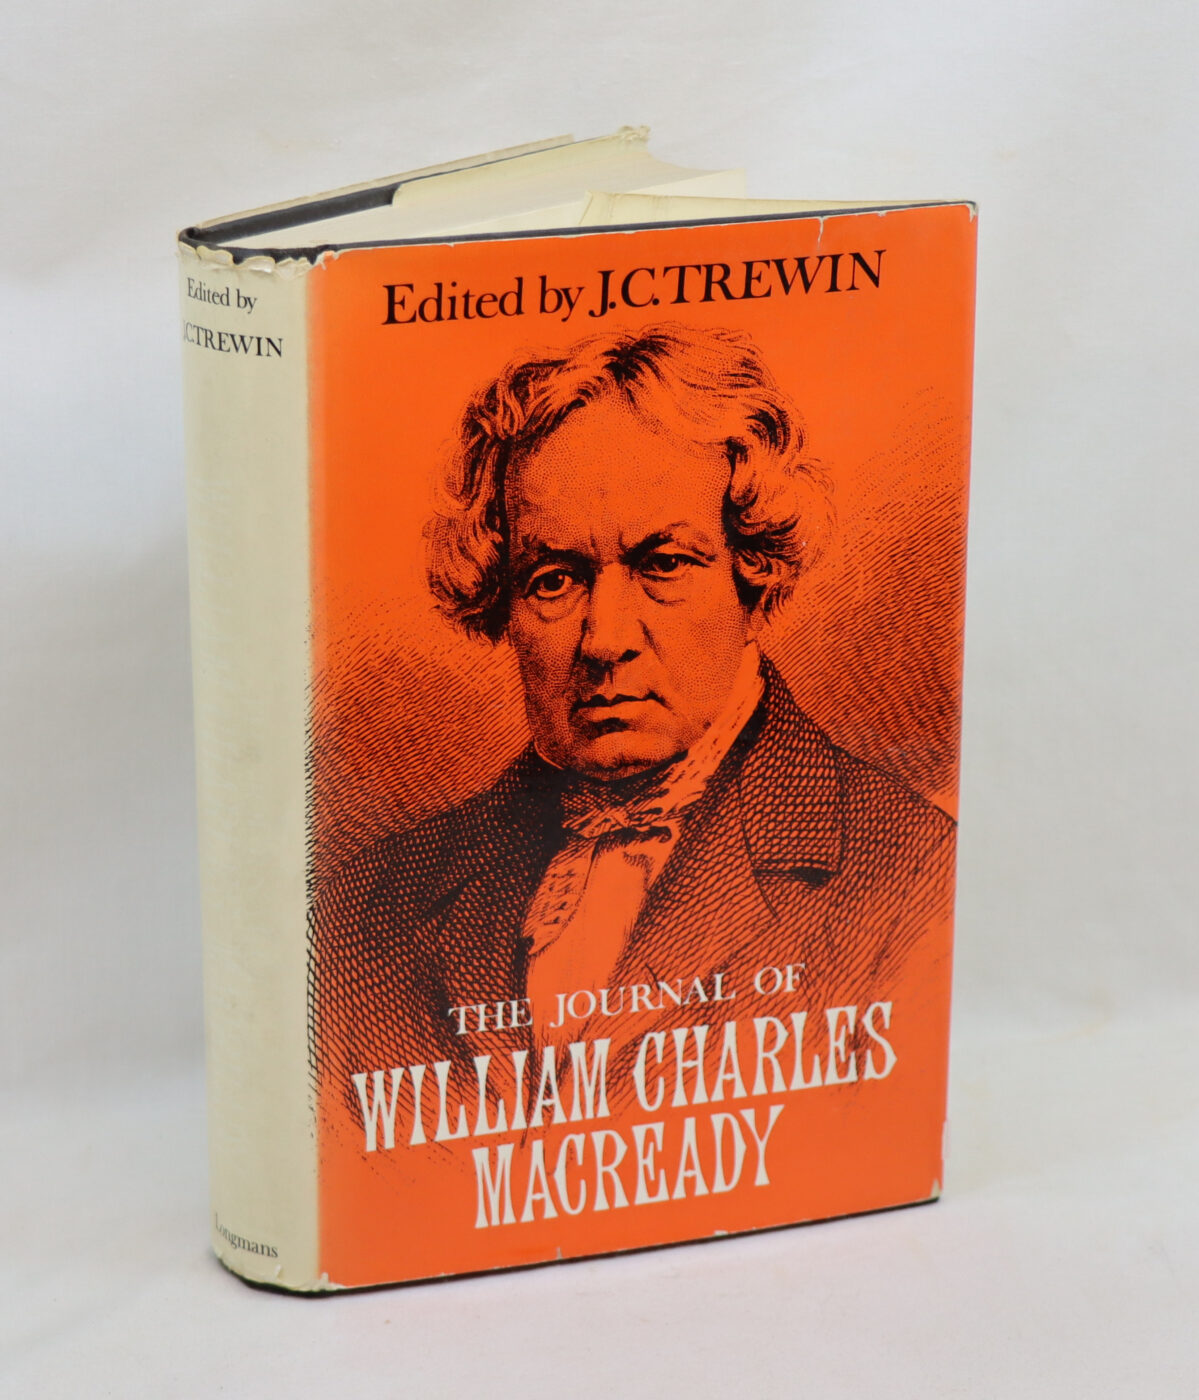 Edited by
J.C.TREWIN
Longmans
Edited by J.C.TREWIN
THE JOURNAL OF
WILLIAM CHARLES
MACREADY